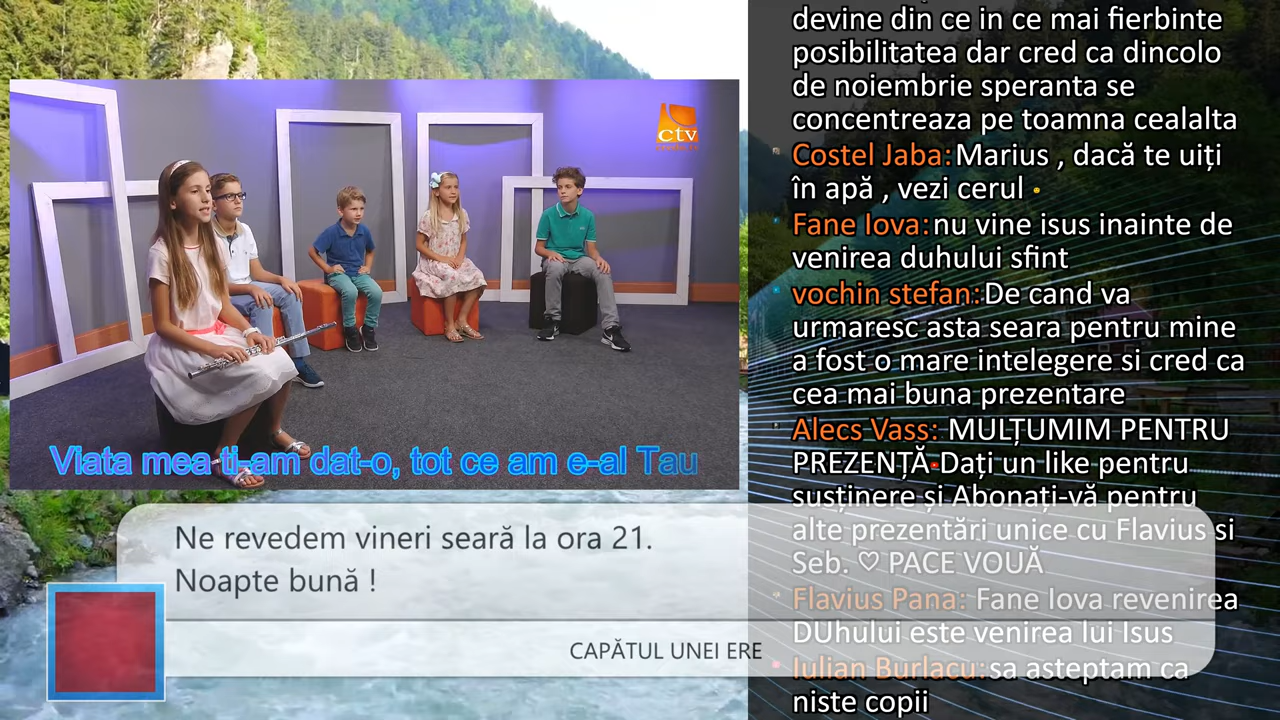 ctv
Viata mea ti-am dat-o, tot ce am e-al Tau
Ne revedem vineri seară la ora 21.
Noapte bună !
CAPĂTUL UNEI ERE
devine din ce in ce mai fierbinte
posibilitatea dar cred ca dincolo
de noiembrie speranta se
concentreaza pe toamna cealalta
Costel Jaba: Marius , dacă te uiți
în apă , vezi cerul
Fane Iova: nu vine isus inainte de
venirea duhului sfint
vochin stefan: De cand va
urmaresc asta seara pentru mine
a fost o mare intelegere si cred ca
cea mai buna prezentare
Alecs Vass: MULȚUMIM PENTRU
PREZENȚĂ Dați un like pentru
susținere și Abonați-vă pentru
alte prezentări unice cu Flavius si
Seb. ♡ PACE VOUĂ
Flavius Pana: Fane Iova revenirea
DUhului este venirea lui Isus
Iulian Burlacu: sa asteptam ca
niste copii